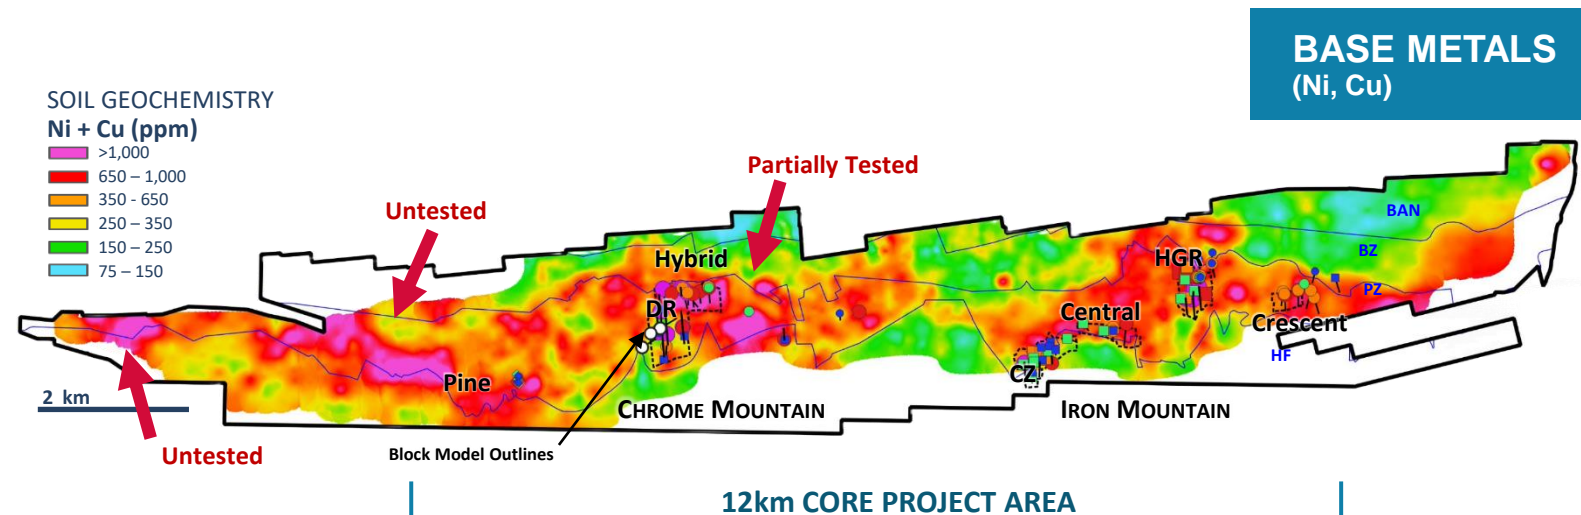 BASE METALS
(Ni, Cu)
SOIL GEOCHEMISTRY
Ni + Cu (ppm)
>1,000
650 – 1,000
350 - 650
250 – 350
150 – 250
75 – 150
Partially Tested
Untested
BAN
BZ
HGR
Hybrid
PZ
DR
Central
Crescent
HF
CZ
Pine
2 km
CHROME MOUNTAIN
IRON MOUNTAIN
Untested
Block Model Outlines
12km CORE PROJECT AREA